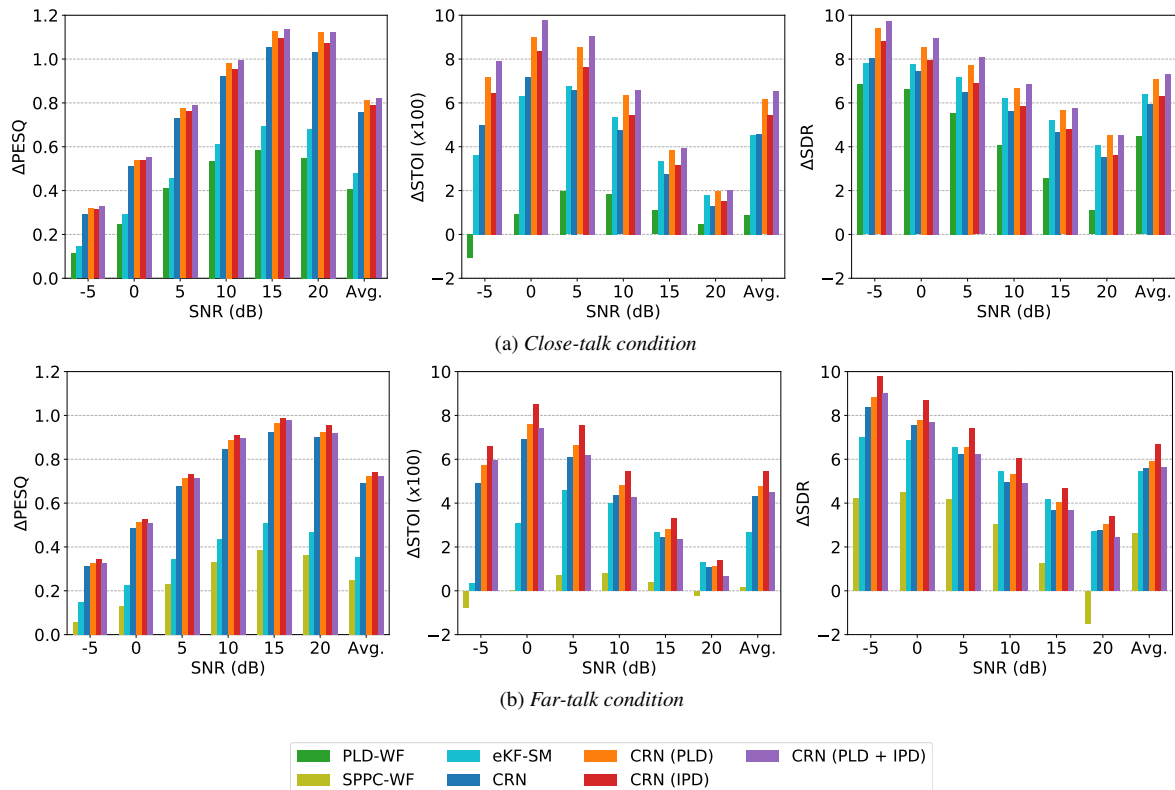 1.2
1.0
0.8
0.6
0.4
0.2
0.0
ΔPESQ
-5 0 5 10 15 20 Avg.
SNR (dB)
10
8
6
4
2
0
−2
ΔSTOI (x100)
-5 0 5 10 15 20 Avg.
SNR (dB)
10
8
6
4
2
0
−2
ΔSDR
-5 0 5 10 15 20 Avg.
SNR (dB)
(a) Close-talk condition
1.2
1.0
0.8
0.6
0.4
0.2
0.0
ΔPESQ
-5 0 5 10 15 20 Avg.
SNR (dB)
10
8
6
4
2
0
−2
ΔSTOI (x100)
-5 0 5 10 15 20 Avg.
SNR (dB)
10
8
6
4
2
0
−2
ΔSDR
-5 0 5 10 15 20 Avg.
SNR (dB)
(b) Far-talk condition
PLD-WF eKF-SM CRN (PLD) CRN (PLD + IPD)
SPPC-WF CRN CRN (IPD)